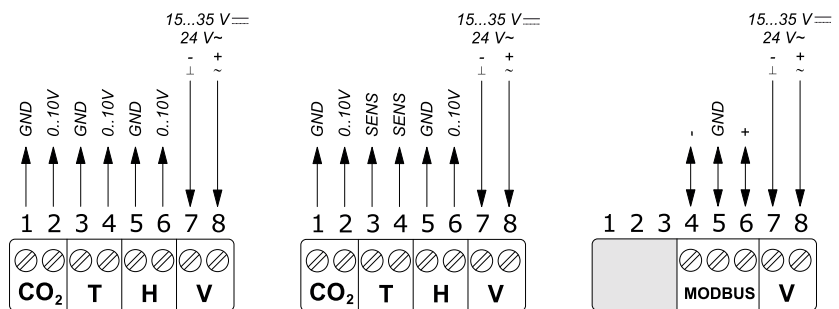 15...35 V⎓
24 V~
- +
⊥ ~
GND 0..10V GND 0..10V GND 0..10V
1 2 3 4 5 6 7 8
CO₂ T H V
15...35 V⎓
24 V~
- +
⊥ ~
GND 0..10V SENS SENS GND 0..10V
1 2 3 4 5 6 7 8
CO₂ T H V
15...35 V⎓
24 V~
- +
⊥ ~
- GND +
1 2 3 4 5 6 7 8
MODBUS V